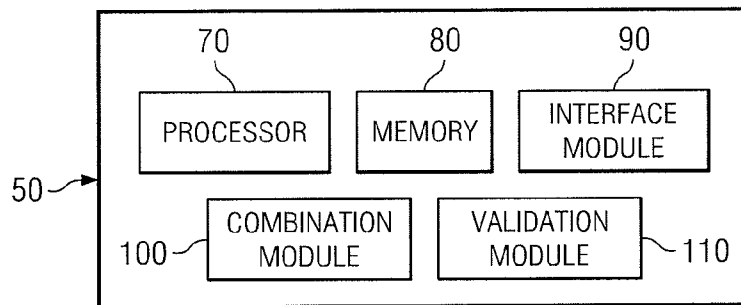 70
80
90
PROCESSOR
MEMORY
INTERFACE
MODULE
50
COMBINATION
MODULE
VALIDATION
MODULE
100
110